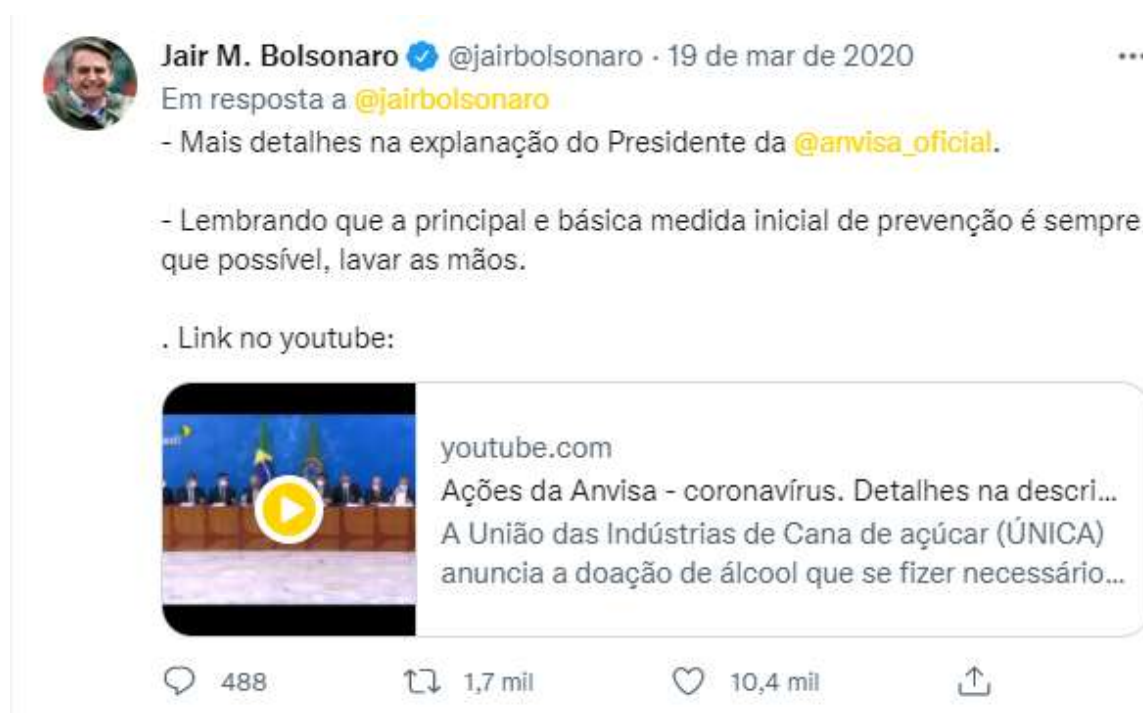 Jair M. Bolsonaro @jairbolsonaro · 19 de mar de 2020
Em resposta a @jairbolsonaro
- Mais detalhes na explanação do Presidente da @anvisa_oficial.
- Lembrando que a principal e básica medida inicial de prevenção é sempre
que possível, lavar as mãos.
. Link no youtube:
youtube.com
Ações da Anvisa - coronavírus. Detalhes na descri...
A União das Indústrias de Cana de açúcar (ÚNICA)
anuncia a doação de álcool que se fizer necessário...
488 1,7 mil 10,4 mil